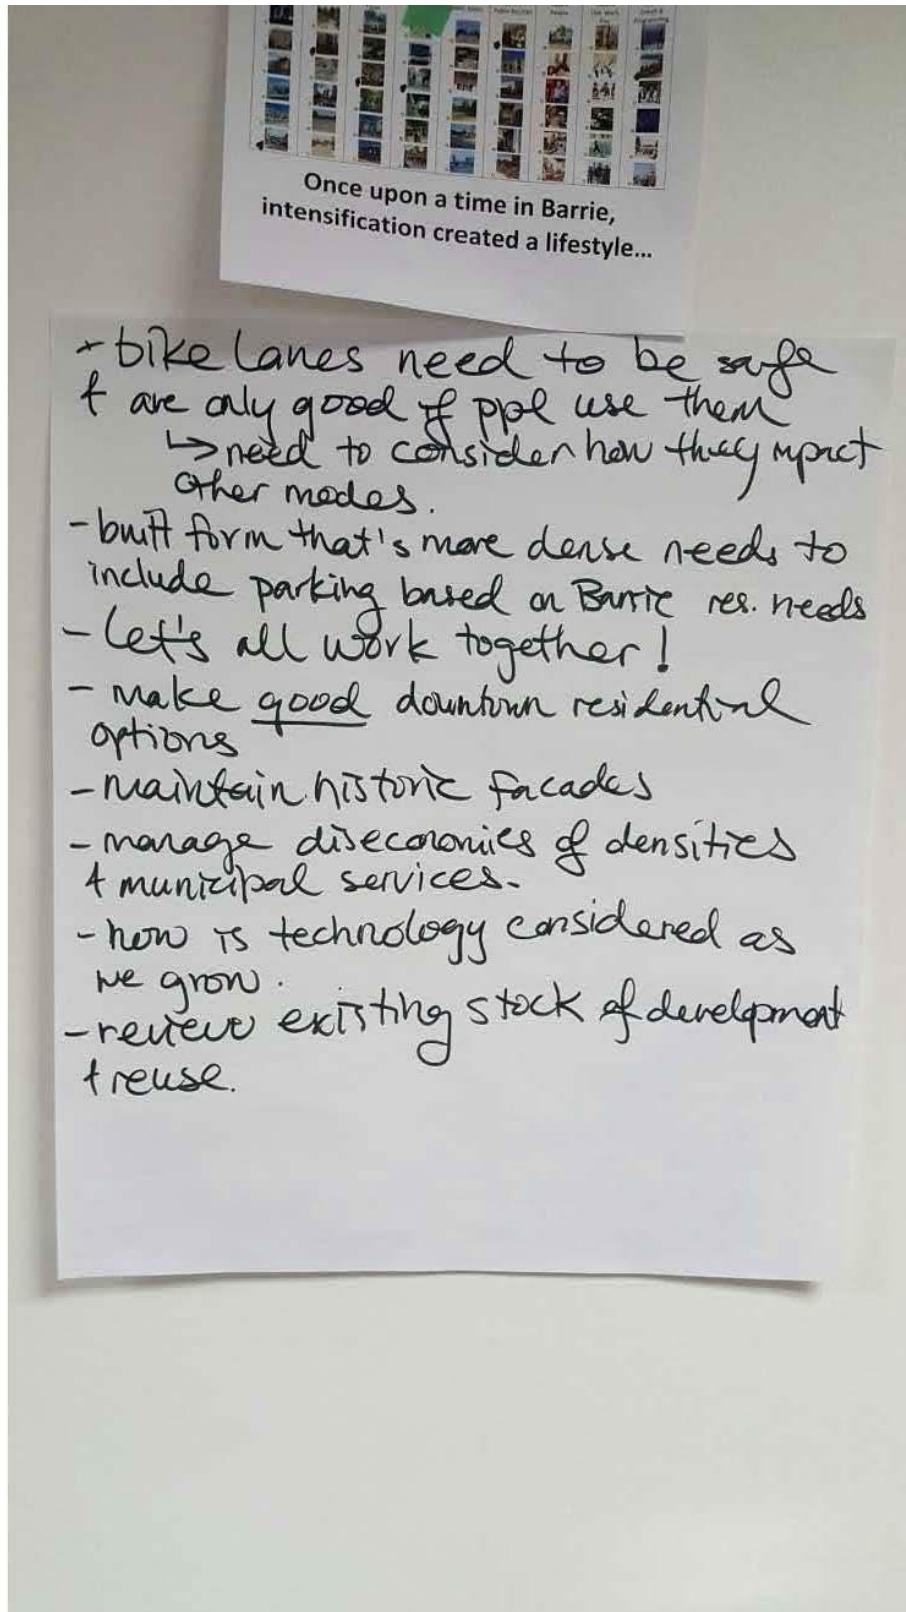 Once upon a time in Barrie,
intensification created a lifestyle...
- bike lanes need to be safe
+ are only good if ppl use them
↳ need to consider how they impact
other modes.
- built form that's more dense needs to
include parking based on Barrie res. needs
- Let's all work together!
- make good downtown residential
options
- maintain historic facades
- manage diseconomies of densities
+ municipal services.
- how is technology considered as
we grow.
- review existing stock of development
+ reuse.